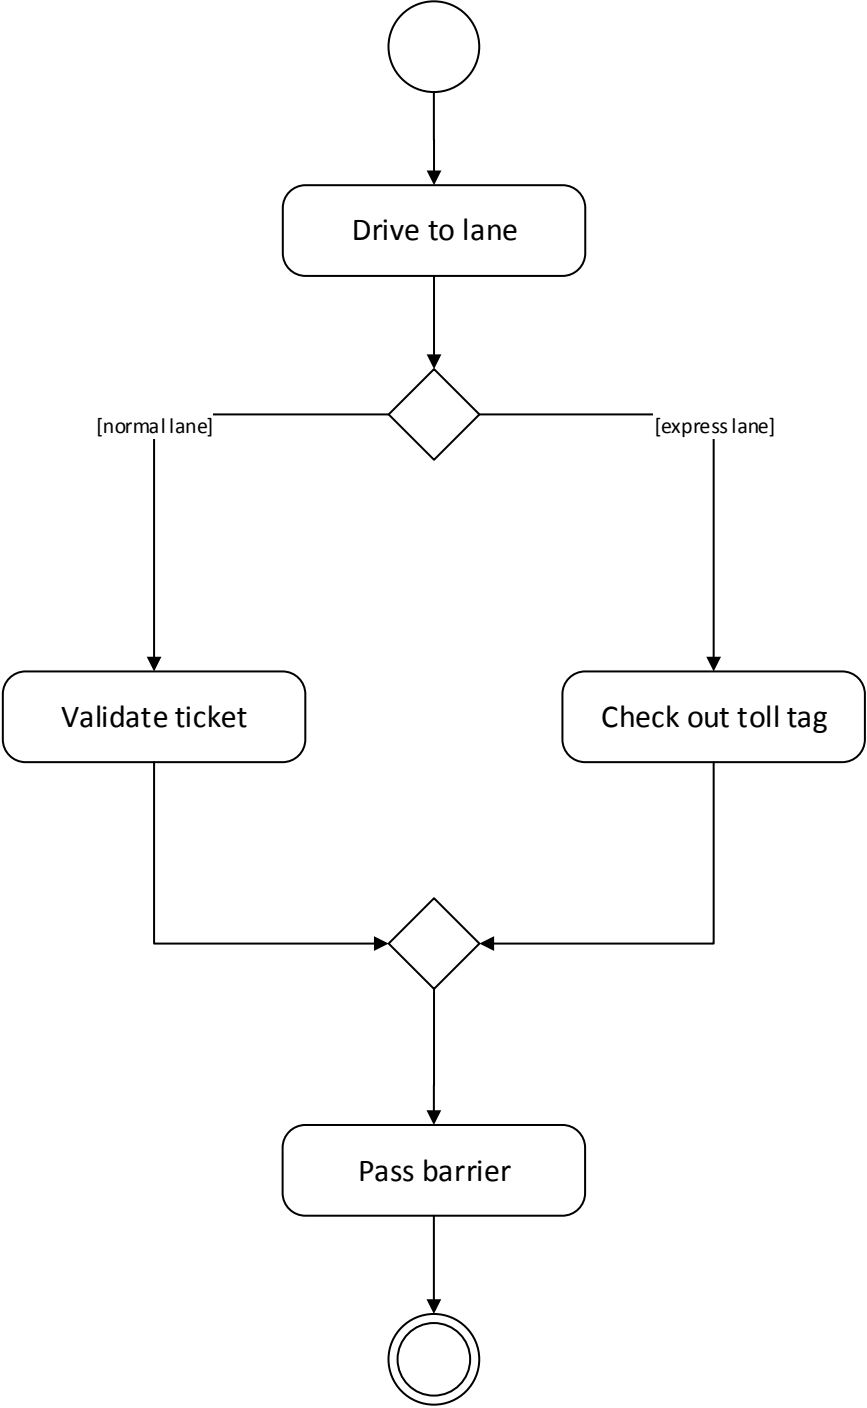 Drive to lane
[normal lane]
[express lane]
Validate ticket
Check out toll tag
Pass barrier